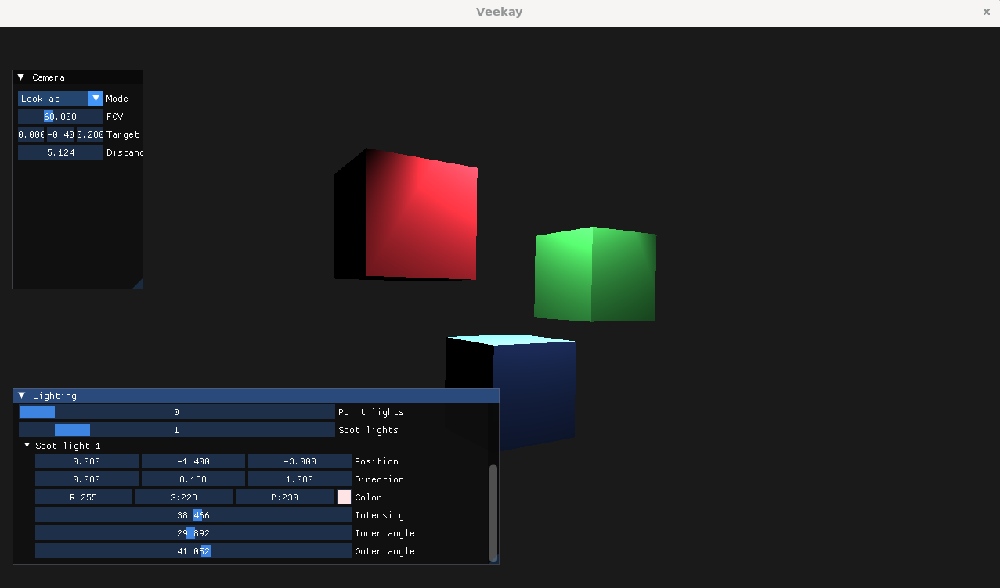 Veekay ×
Camera
Look-at Mode
60.000 FOV
0.000 -0.40 0.200 Target
5.124 Distanc
Lighting
0 Point lights
1 Spot lights
Spot light 1
0.000 -1.400 -3.000 Position
0.000 0.180 1.000 Direction
R:255 G:228 B:230 Color
38.466 Intensity
29.892 Inner angle
41.052 Outer angle